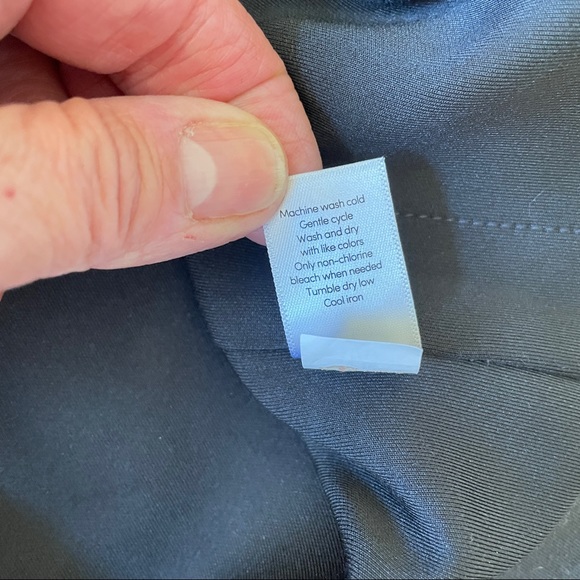 Machine wash cold
Gentle cycle
Wash and dry
with like colors
Only non-chlorine
bleach when needed
Tumble dry low
Cool iron